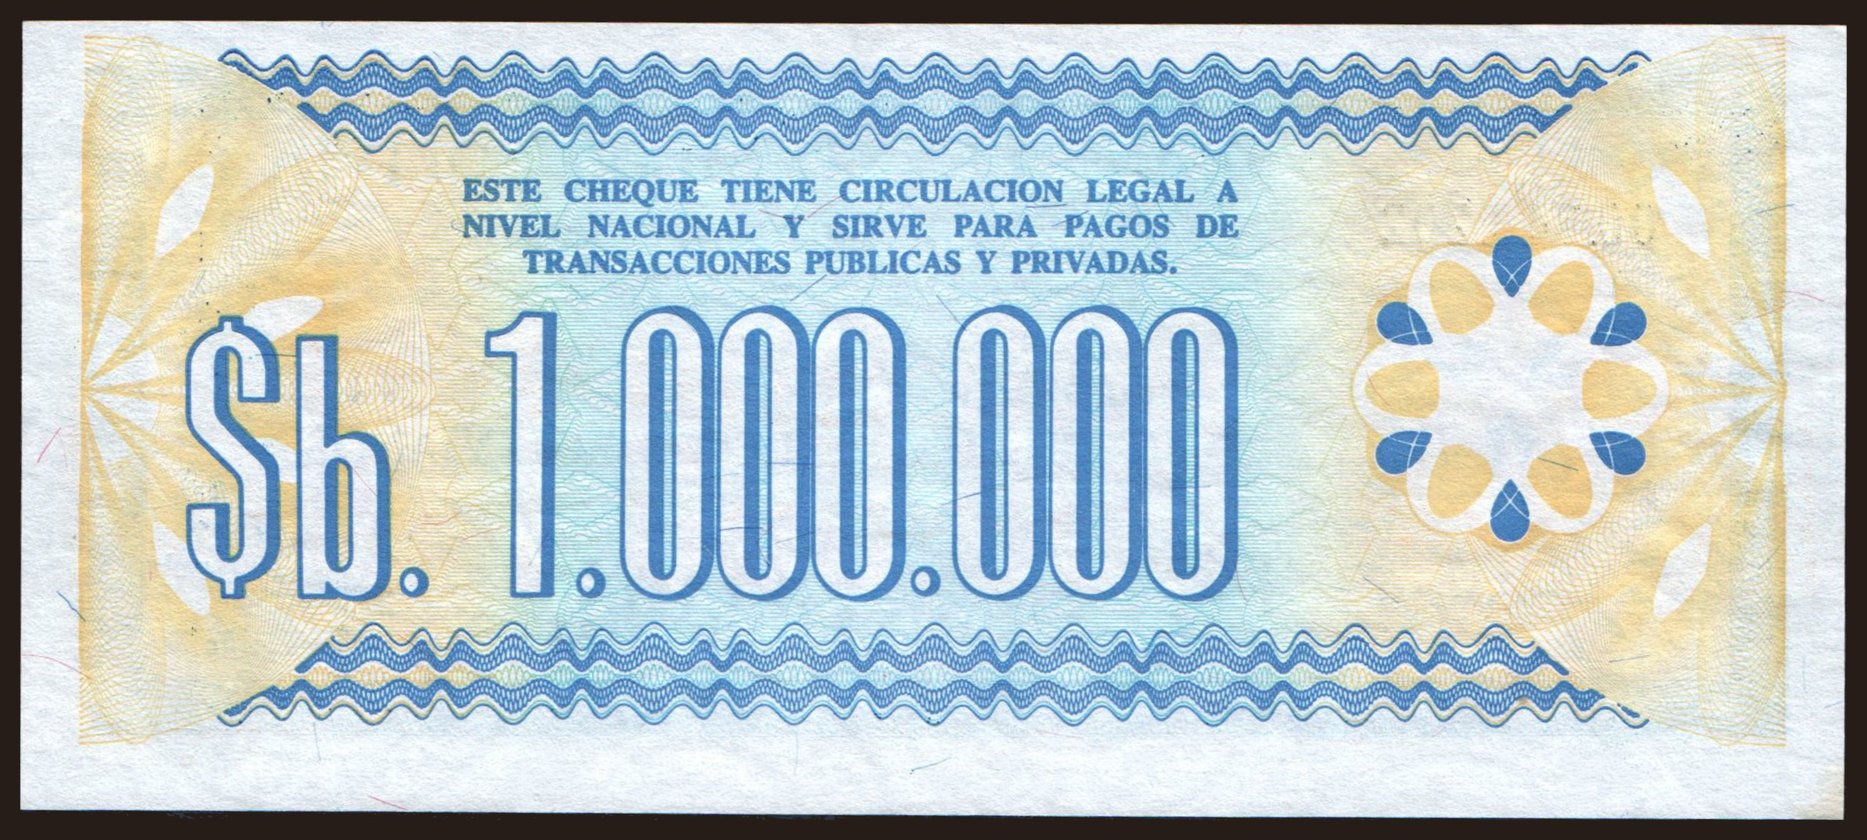 ESTE CHEQUE TIENE CIRCULACION LEGAL A
NIVEL NACIONAL Y SIRVE PARA PAGOS DE
TRANSACCIONES PUBLICAS Y PRIVADAS.
$b. 1.000.000